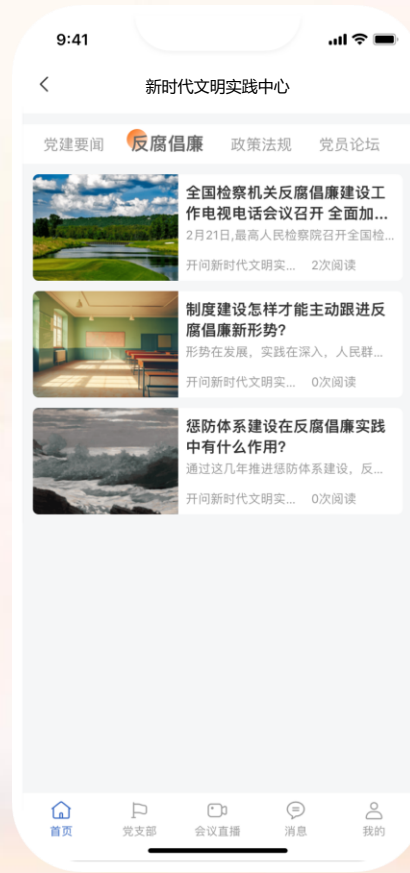 9:41
新时代文明实践中心
党建要闻 反腐倡廉 政策法规 党员论坛
全国检察机关反腐倡廉建设工
作电视电话会议召开 全面加...
2月21日,最高人民检察院召开全国检...
开问新时代文明实... 2次阅读
制度建设怎样才能主动跟进反
腐倡廉新形势?
形势在发展，实践在深入，人民群...
开问新时代文明实... 0次阅读
惩防体系建设在反腐倡廉实践
中有什么作用?
通过这几年推进惩防体系建设，反...
开问新时代文明实... 0次阅读
首页 党支部 会议直播 消息 我的